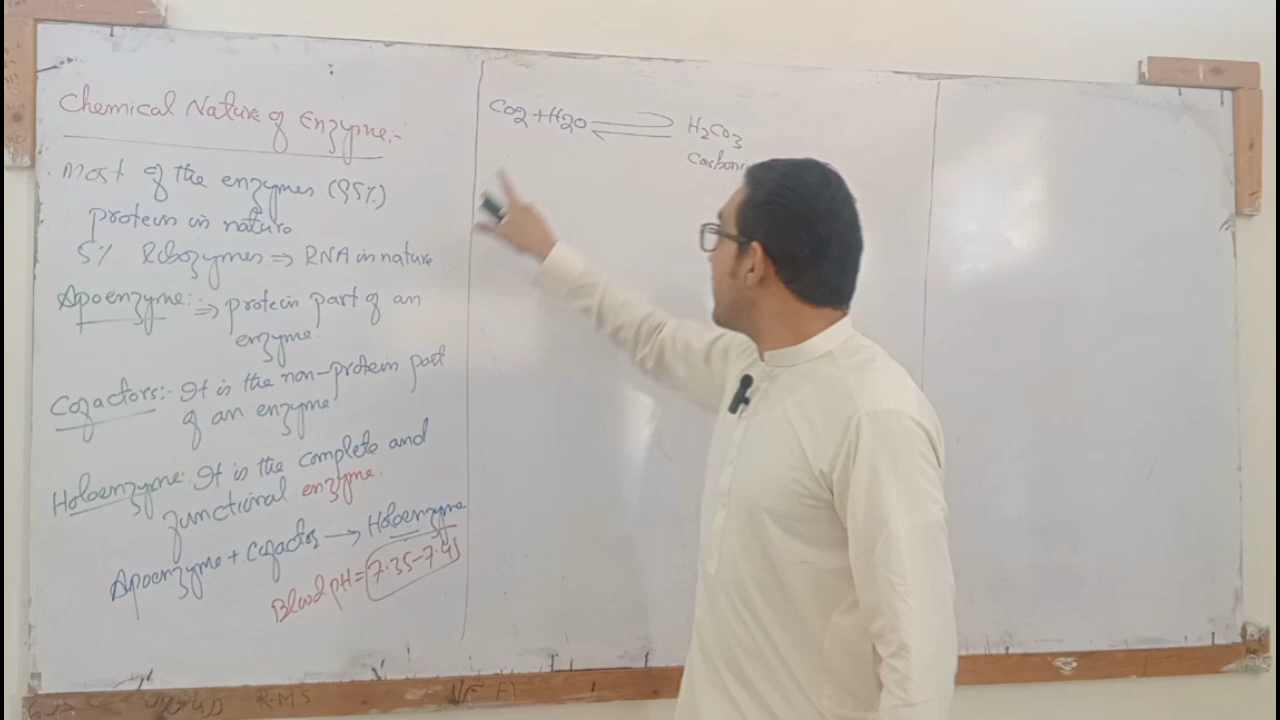 Chemical Nature of Enzyme:-
Most of the enzymes (95%)
protein in nature.
5% Ribozymes ⇒ RNA in nature.
Apoenzyme: ⇒ protein part of an
enzyme.
Cofactors:- It is the non-protein part
of an enzyme.
Holoenzyme: It is the complete and
functional enzyme.
Apoenzyme + Cofactor → Holoenzyme
Blood pH = 7.35-7.45
CO2 + H2O ⇌ H2CO3
Carboni
R.M.S